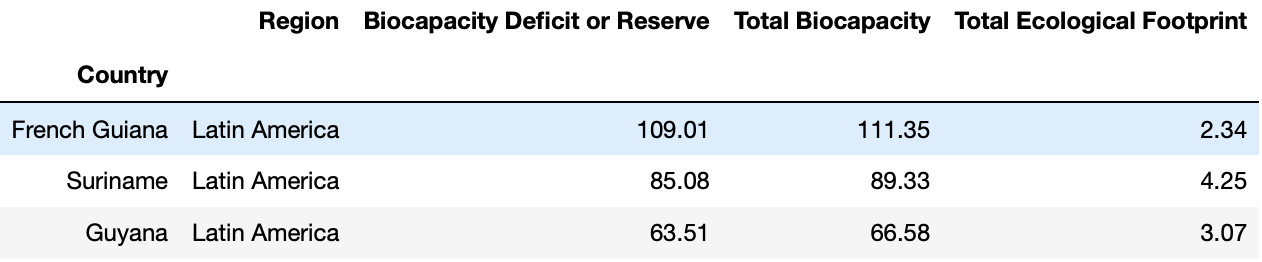 Region Biocapacity Deficit or Reserve Total Biocapacity Total Ecological Footprint
Country
French Guiana Latin America 109.01 111.35 2.34
Suriname Latin America 85.08 89.33 4.25
Guyana Latin America 63.51 66.58 3.07